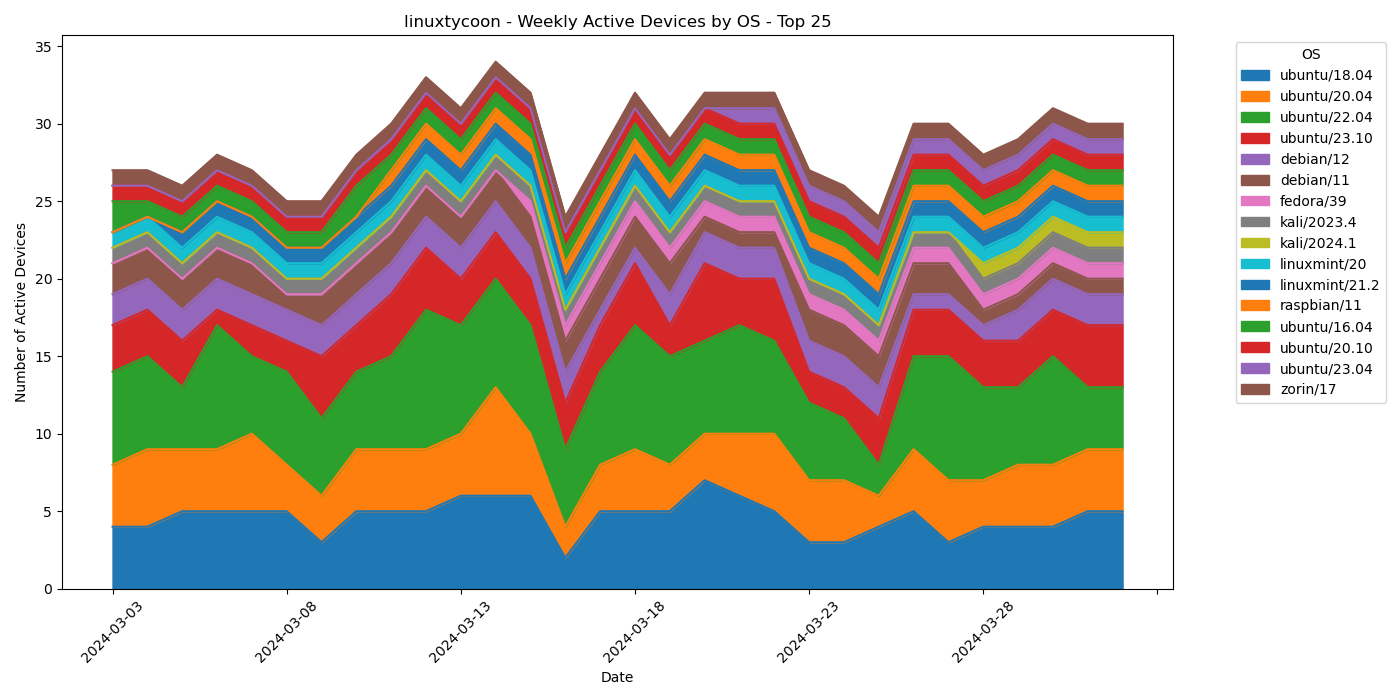 linuxtycoon - Weekly Active Devices by OS - Top 25
Number of Active Devices
35
30
25
20
15
10
5
0
2024-03-03
2024-03-08
2024-03-13
2024-03-18
2024-03-23
2024-03-28
Date
OS
ubuntu/18.04
ubuntu/20.04
ubuntu/22.04
ubuntu/23.10
debian/12
debian/11
fedora/39
kali/2023.4
kali/2024.1
linuxmint/20
linuxmint/21.2
raspbian/11
ubuntu/16.04
ubuntu/20.10
ubuntu/23.04
zorin/17